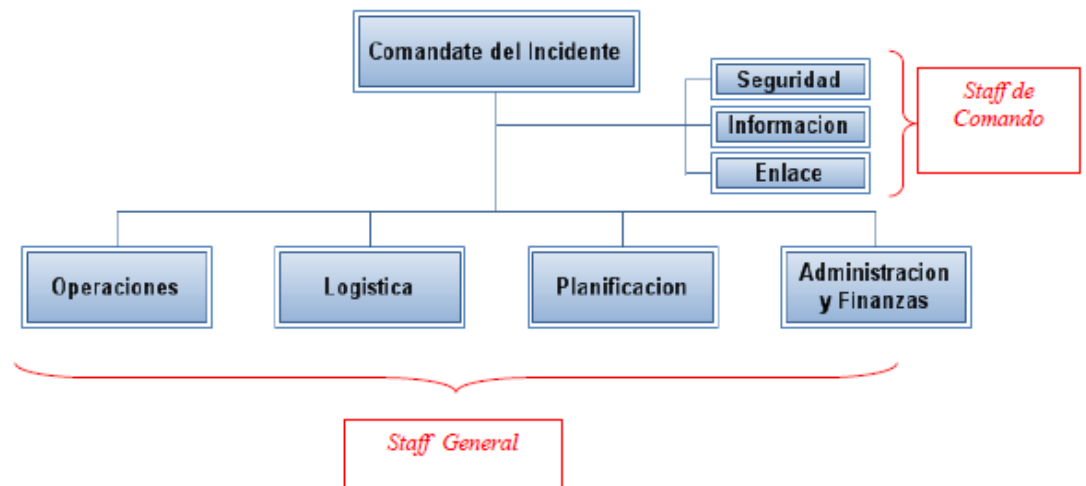 Comandate del Incidente
Seguridad
Informacion
Enlace
Staff de
Comando
Operaciones
Logistica
Planificacion
Administracion
y Finanzas
Staff General